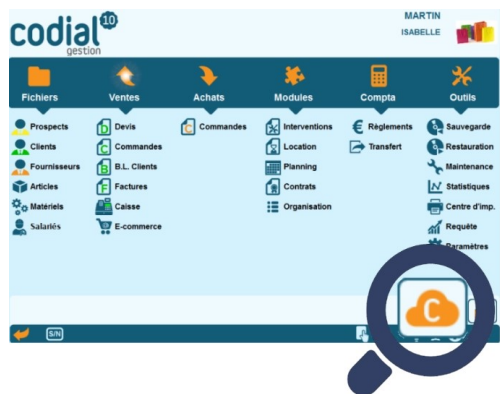 codial 10
gestion
MARTIN
ISABELLE
Fichiers Ventes Achats Modules Compta Outils
Prospects D Devis C Commandes Interventions € Règlements Sauvegarde
Clients C Commandes Location Transfert Restauration
Fournisseurs B B.L. Clients Planning Maintenance
Articles F Factures Contrats Statistiques
Matériels Caisse Organisation Centre d'imp.
Salariés E-commerce Requête
Paramètres
C
S/N